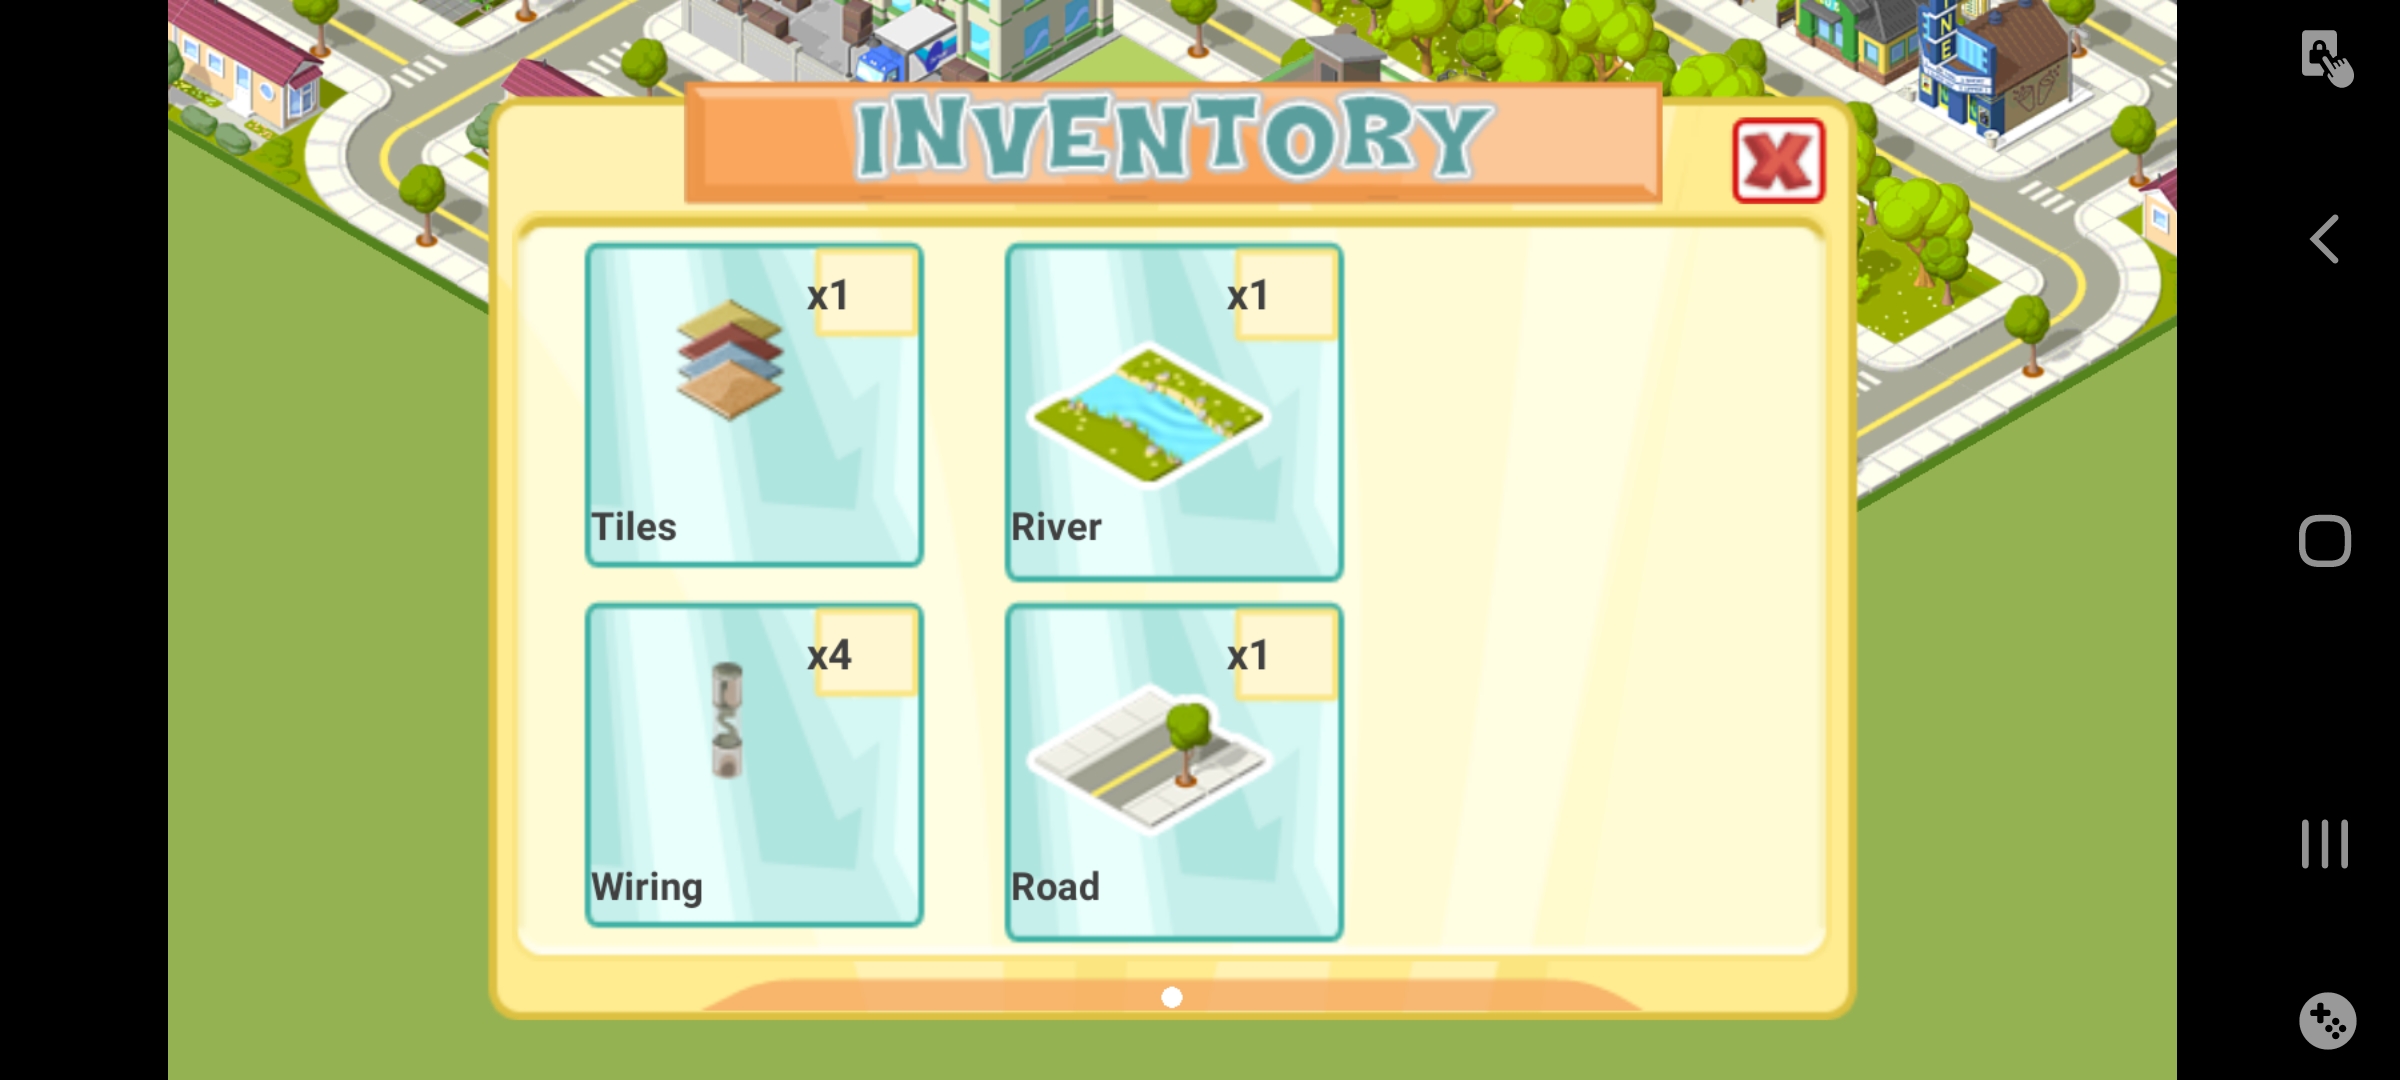 INVENTORY
X
x1
Tiles
x1
River
x4
Wiring
x1
Road